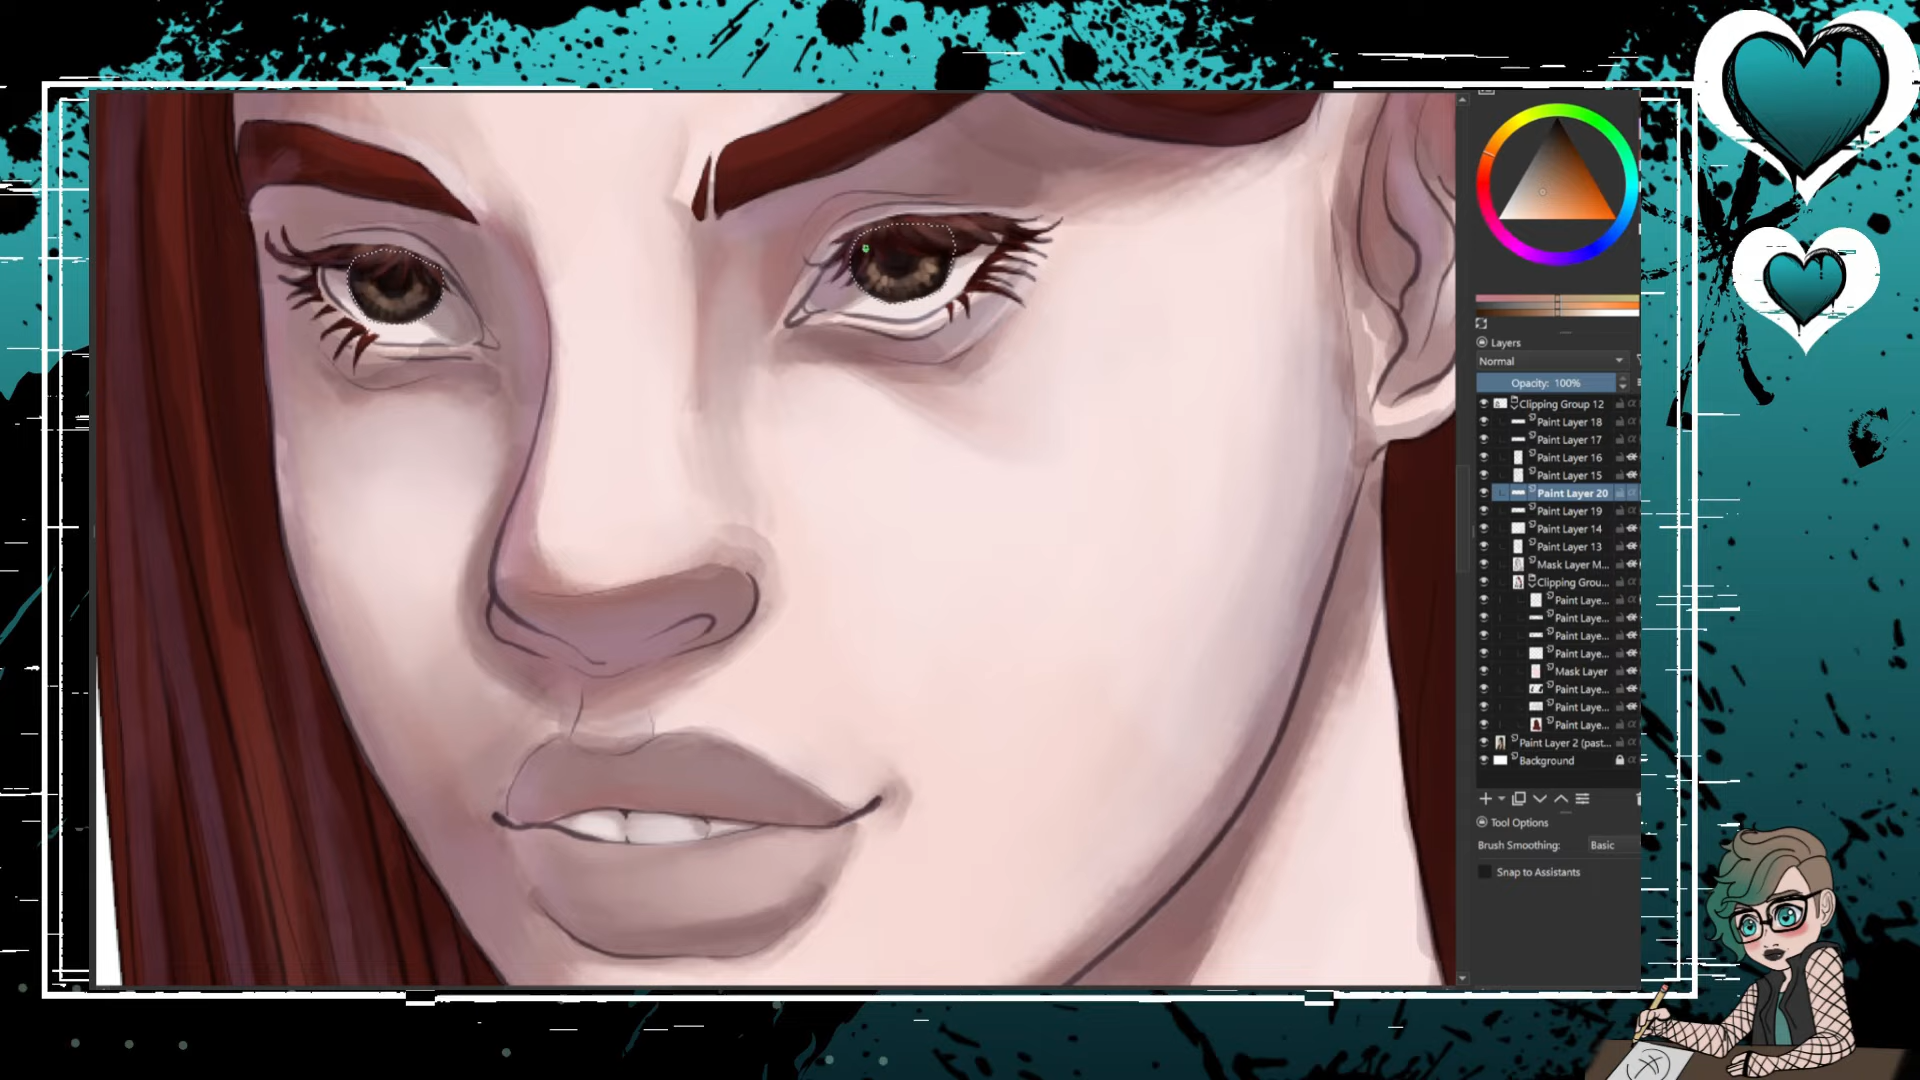 Layers
Normal
Opacity: 100%
Clipping Group 12
Paint Layer 18
Paint Layer 17
Paint Layer 16
Paint Layer 15
Paint Layer 20
Paint Layer 19
Paint Layer 14
Paint Layer 13
Mask Layer M...
Clipping Grou...
Paint Laye...
Paint Laye...
Paint Laye...
Paint Laye...
Mask Layer
Paint Laye...
Paint Laye...
Paint Laye...
Paint Layer 2 (past...
Background
Tool Options
Brush Smoothing: Basic
Snap to Assistants